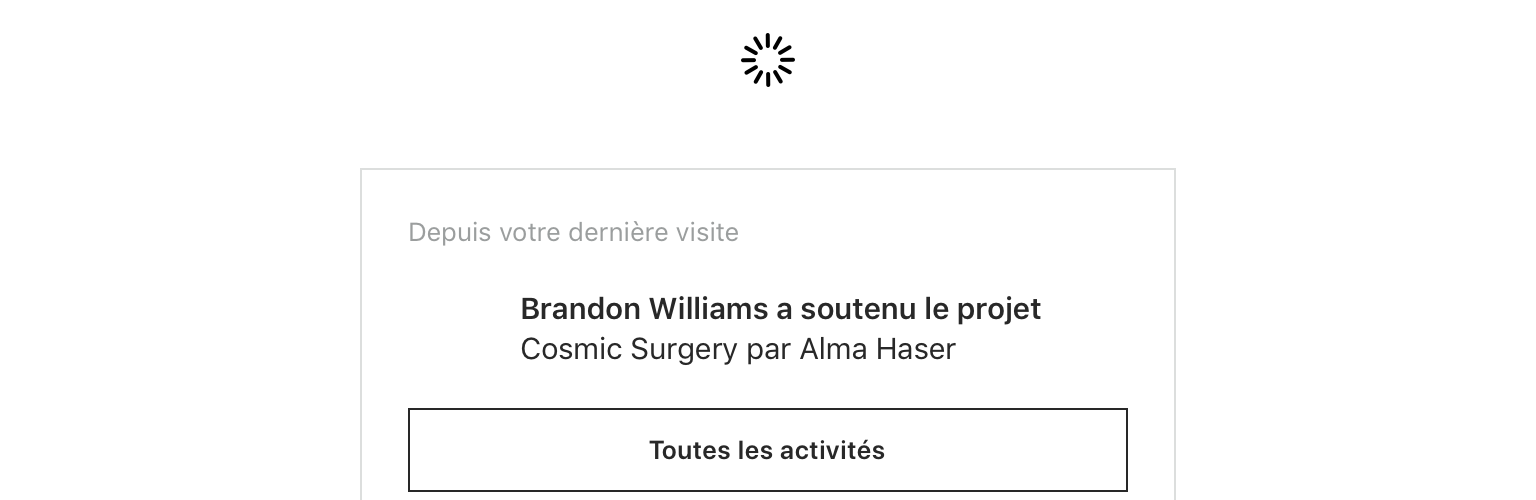 Depuis votre dernière visite
Brandon Williams a soutenu le projet
Cosmic Surgery par Alma Haser
Toutes les activités